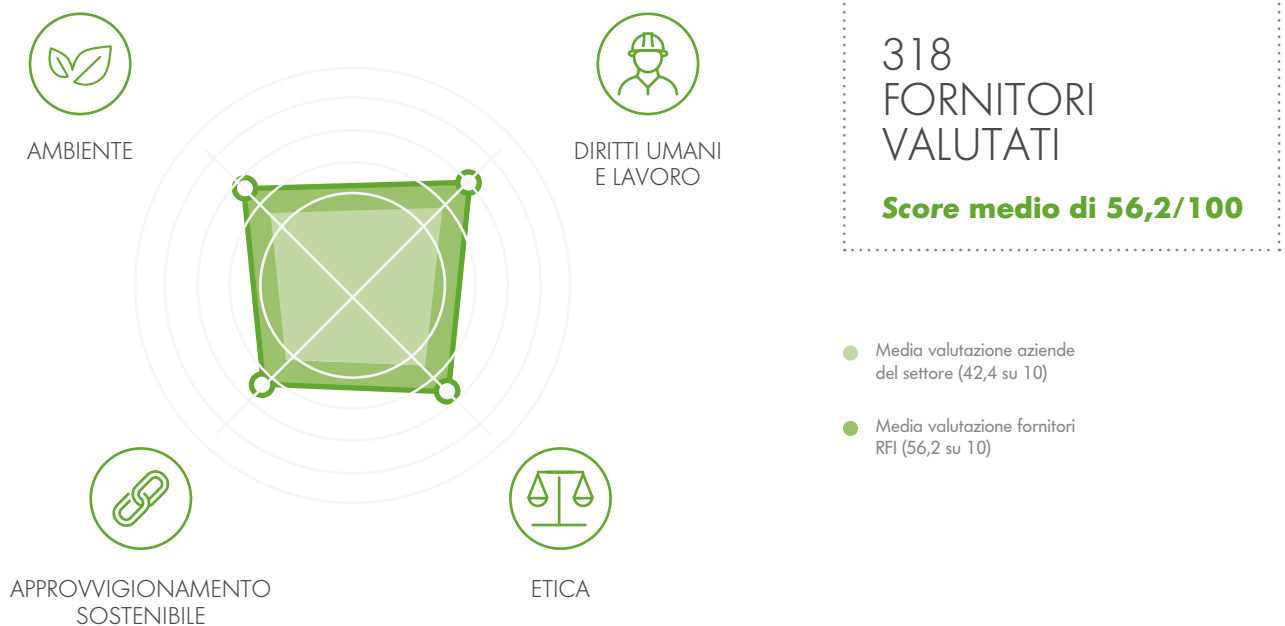 AMBIENTE
DIRITTI UMANI
E LAVORO
APPROVVIGIONAMENTO
SOSTENIBILE
ETICA
318
FORNITORI
VALUTATI
Score medio di 56,2/100
Media valutazione aziende
del settore (42,4 su 10)
Media valutazione fornitori
RFI (56,2 su 10)